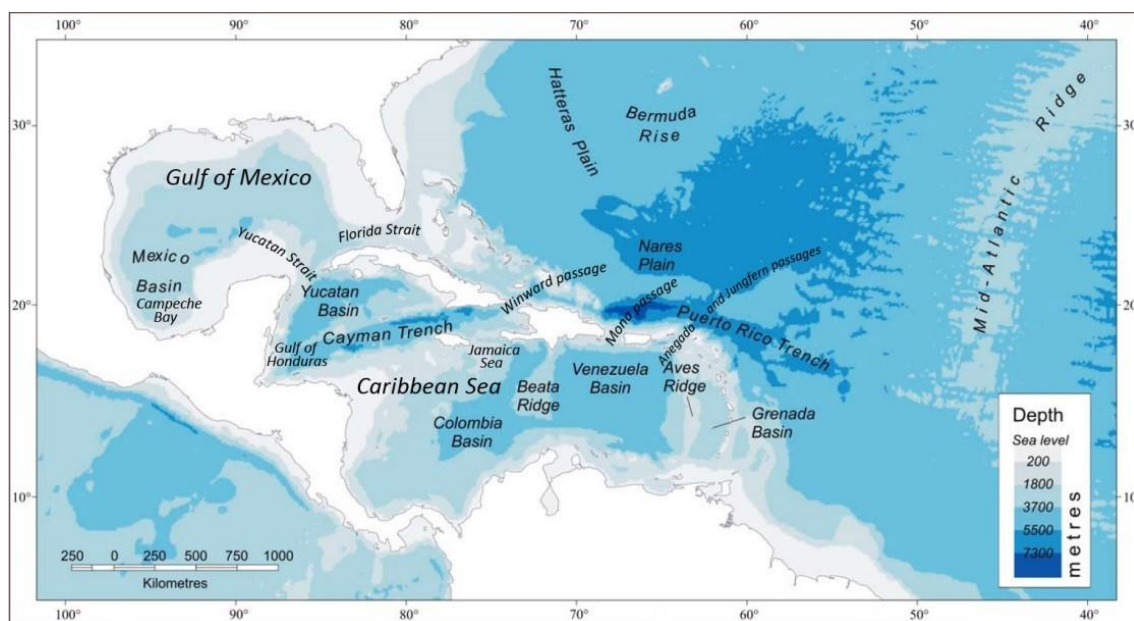 100° 90° 80° 70° 60° 50° 40°
Hatteras Plain
Bermuda
Rise
Mid-Atlantic Ridge
30° 30
Gulf of Mexico
Florida Strait
Yucatan Strait
Mexico
Basin
Campeche
Bay
Nares
Plain
Winward passage
Mona passage
Anegada and Jungfern passages
Puerto Rico Trench
20° 20
Yucatan
Basin
Cayman Trench
Gulf of
Honduras
Jamaica
Sea
Caribbean Sea
Beata
Ridge
Venezuela
Basin
Aves
Ridge
Colombia
Basin
Grenada
Basin
10° 10
Depth
Sea level
200
1800
3700
5500
7300
metres
250 0 250 500 750 1000
Kilometres
100° 90° 80° 70° 60° 50° 40°